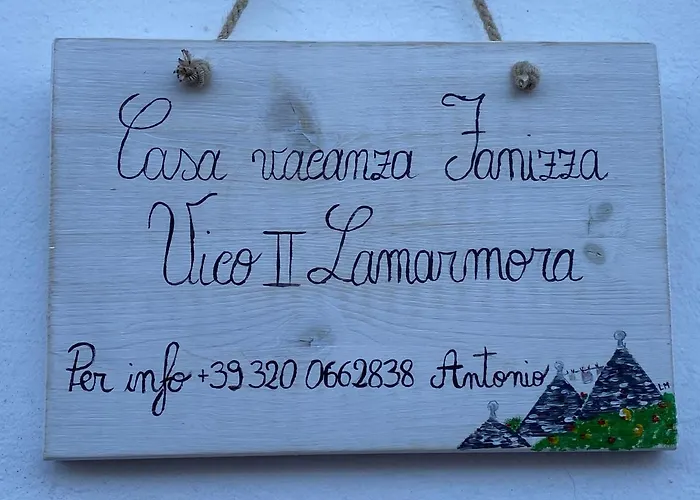 Casa vacanza Fanizza
Vico II Lamarmora
Per info +39 320 0662838 Antonio
L.M